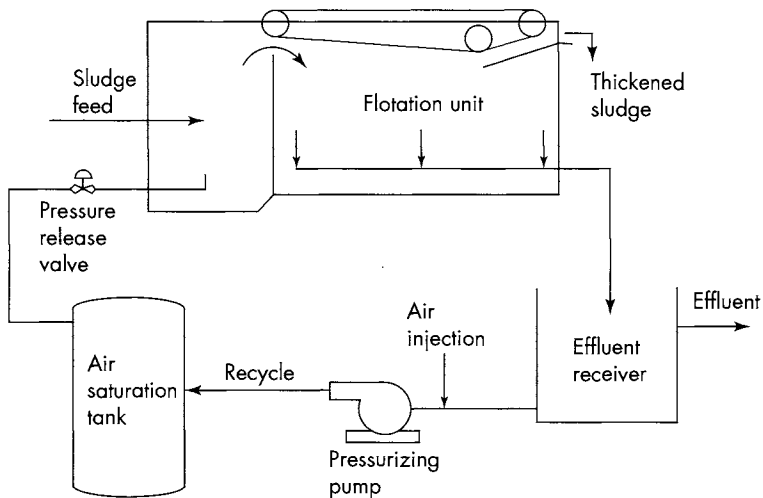 Sludge
feed
Flotation unit
Thickened
sludge
Pressure
release
valve
Air
injection
Effluent
Effluent
receiver
Air
saturation
tank
Recycle
Pressurizing
pump